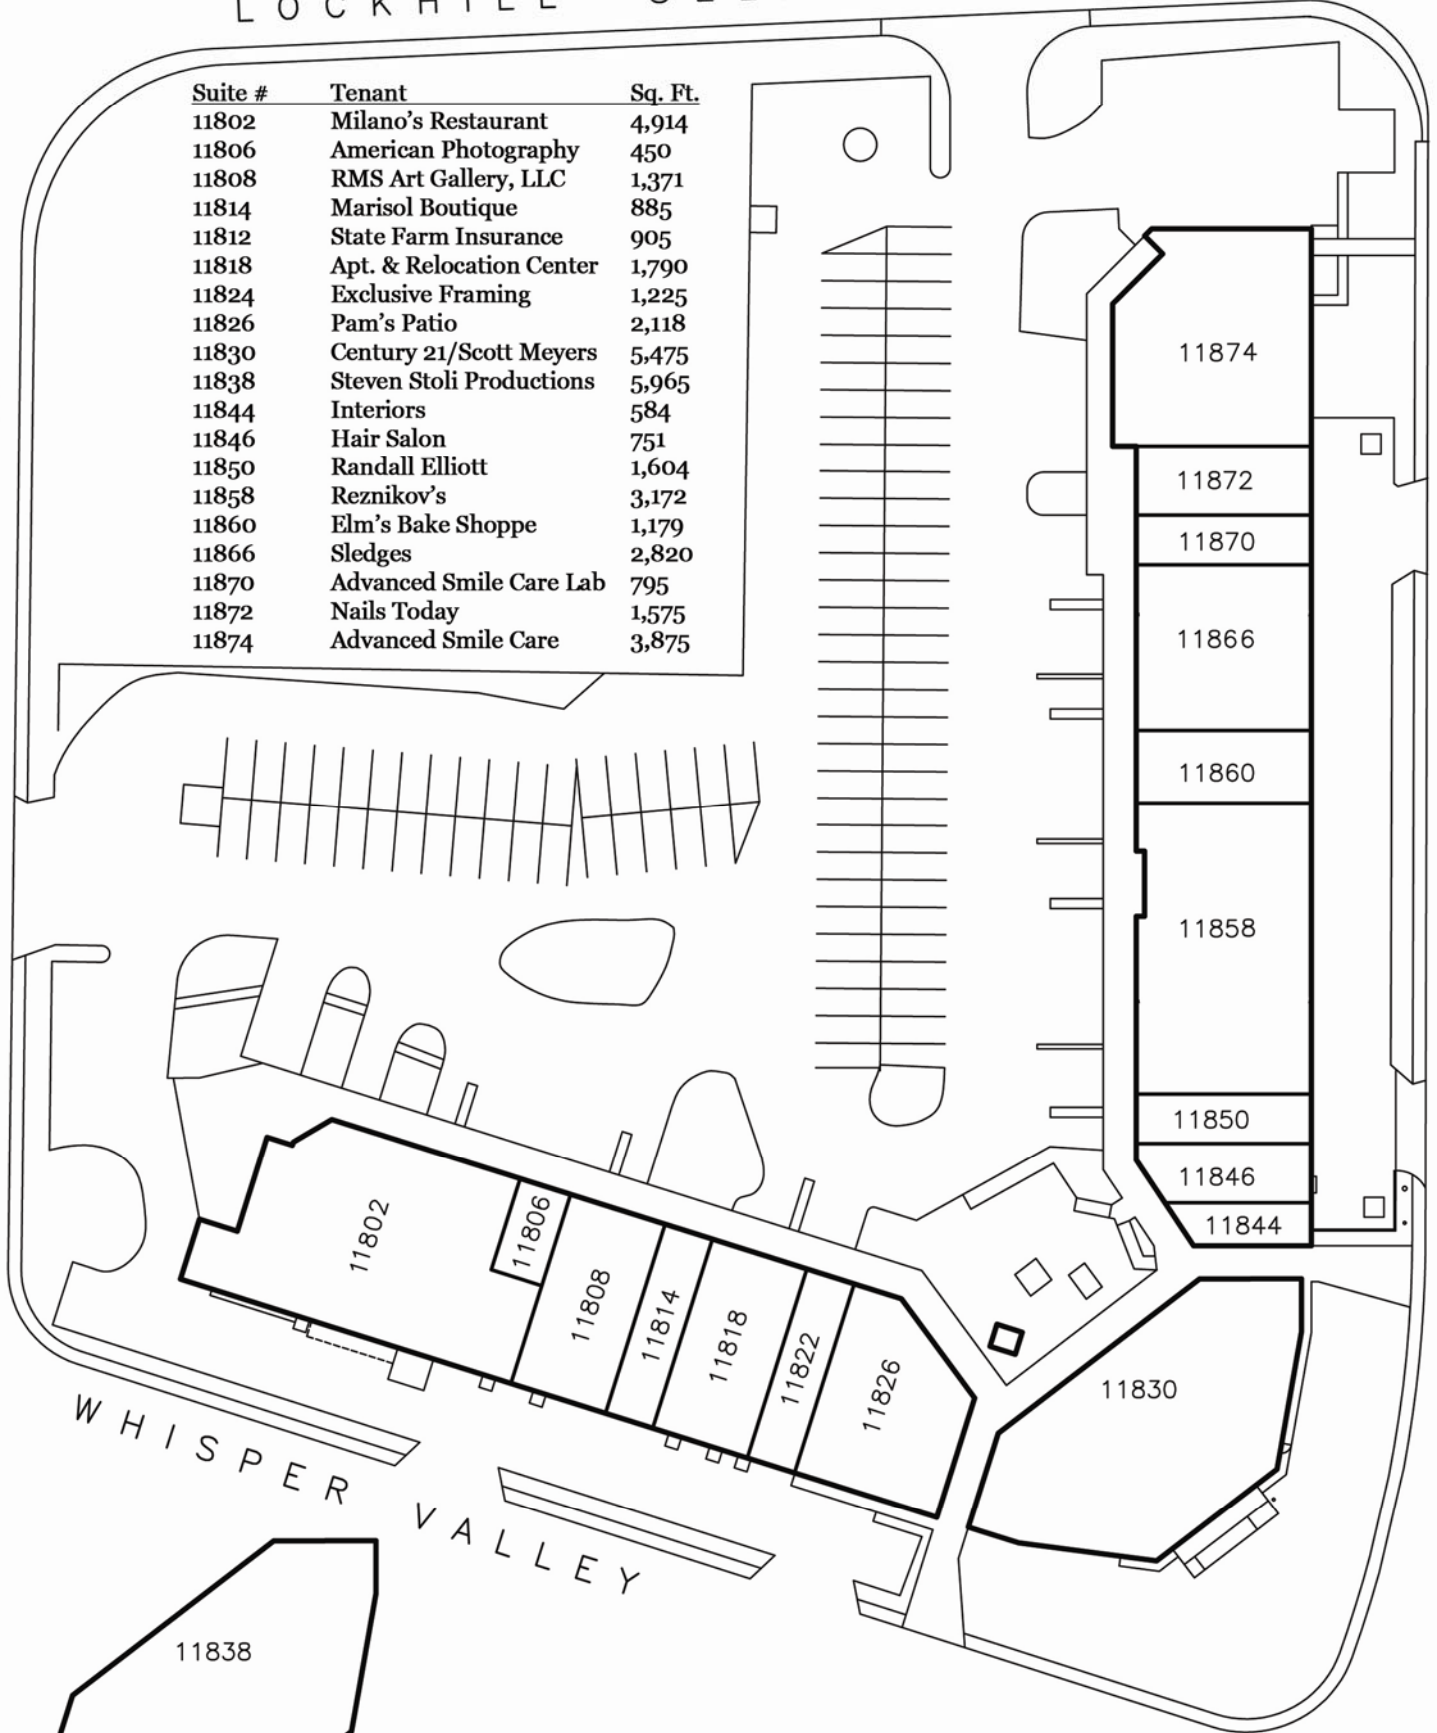 LOCKHILL
Suite # Tenant Sq. Ft.
11802 Milano’s Restaurant 4,914
11806 American Photography 450
11808 RMS Art Gallery, LLC 1,371
11814 Marisol Boutique 885
11812 State Farm Insurance 905
11818 Apt. & Relocation Center 1,790
11824 Exclusive Framing 1,225
11826 Pam’s Patio 2,118
11830 Century 21/Scott Meyers 5,475
11838 Steven Stoli Productions 5,965
11844 Interiors 584
11846 Hair Salon 751
11850 Randall Elliott 1,604
11858 Reznikov’s 3,172
11860 Elm’s Bake Shoppe 1,179
11866 Sledges 2,820
11870 Advanced Smile Care Lab 795
11872 Nails Today 1,575
11874 Advanced Smile Care 3,875
11874
11872
11870
11866
11860
11858
11850
11846
11844
11802
11806
11808
11814
11818
11822
11826
11830
WHISPER VALLEY
11838